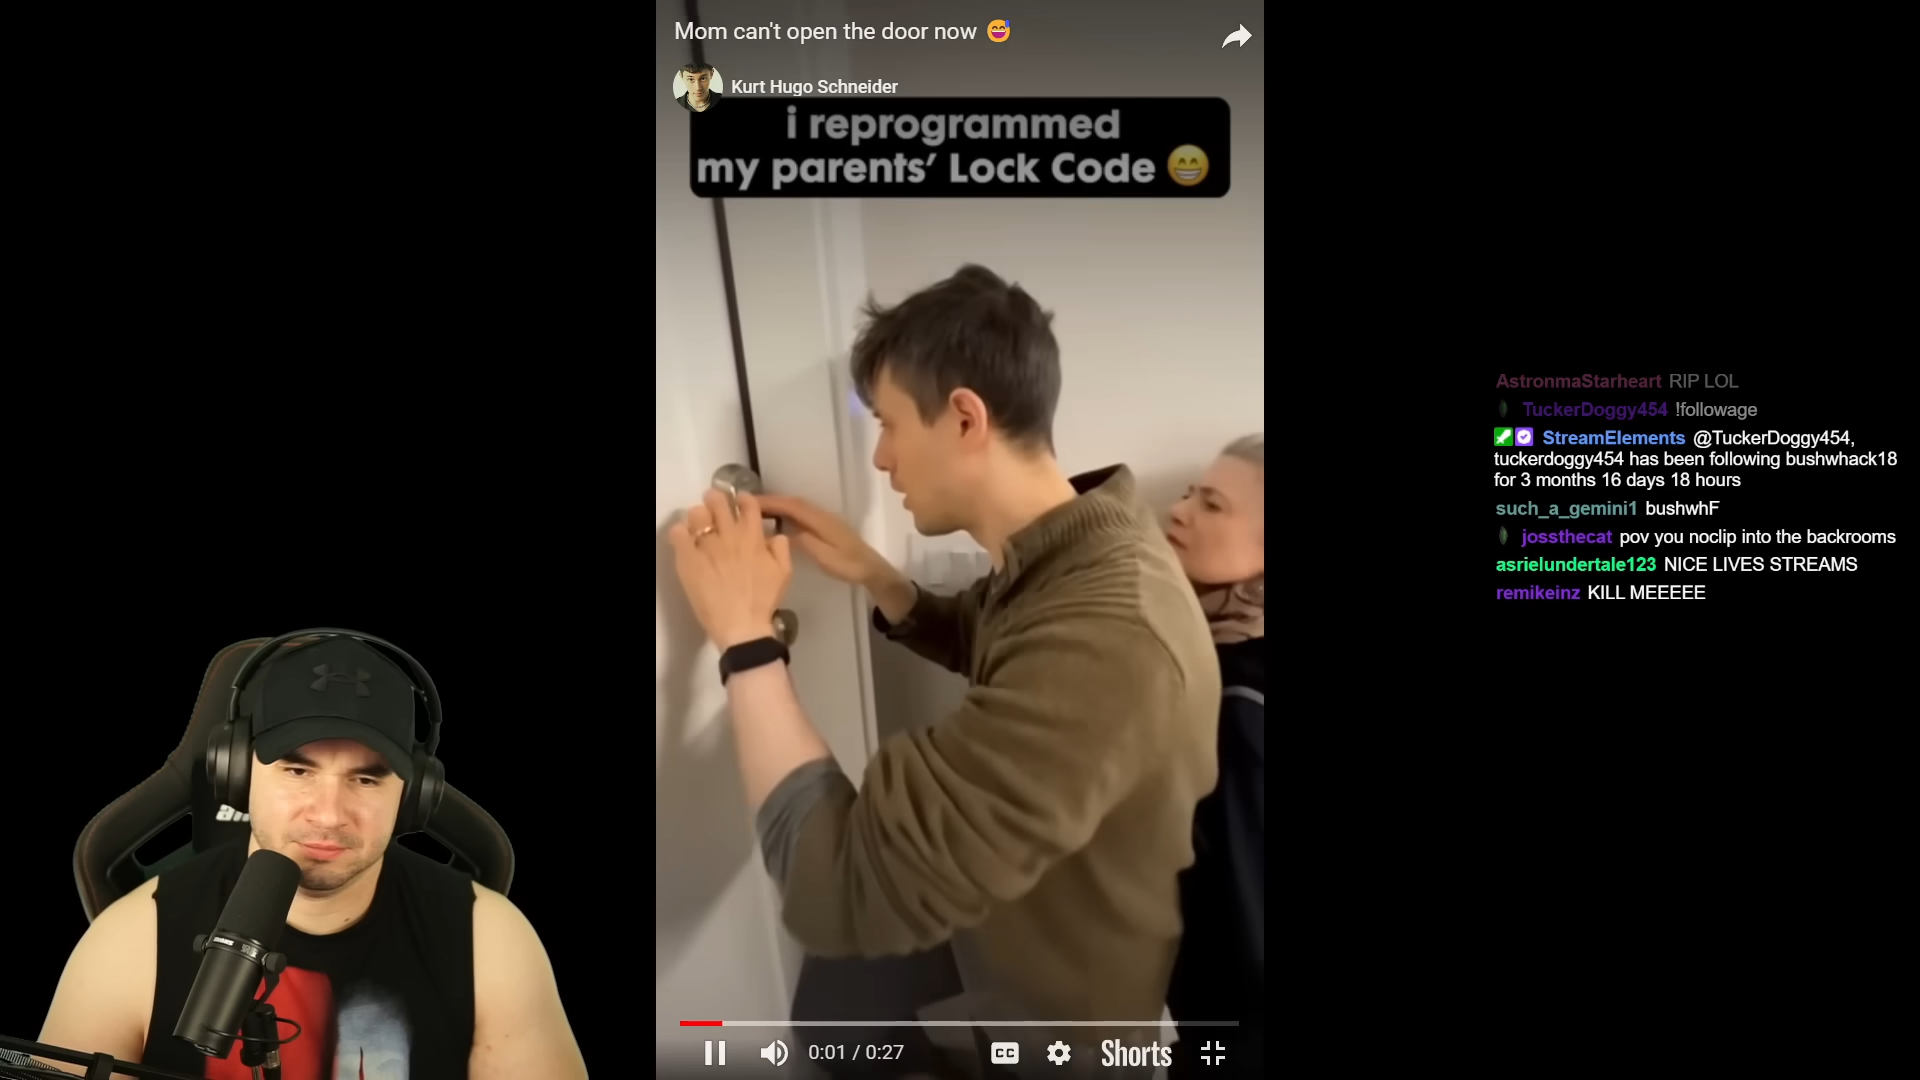 Mom can't open the door now 😅
Kurt Hugo Schneider
i reprogrammed
my parents’ Lock Code 😁
AstronmaStarheart RIP LOL
TuckerDoggy454 !followage
StreamElements @TuckerDoggy454,
tuckerdoggy454 has been following bushwhack18
for 3 months 16 days 18 hours
such_a_gemini1 bushwhF
jossthecat pov you noclip into the backrooms
asrielundertale123 NICE LIVES STREAMS
remikeinz KILL MEEEEE
0:01 / 0:27
CC
Shorts